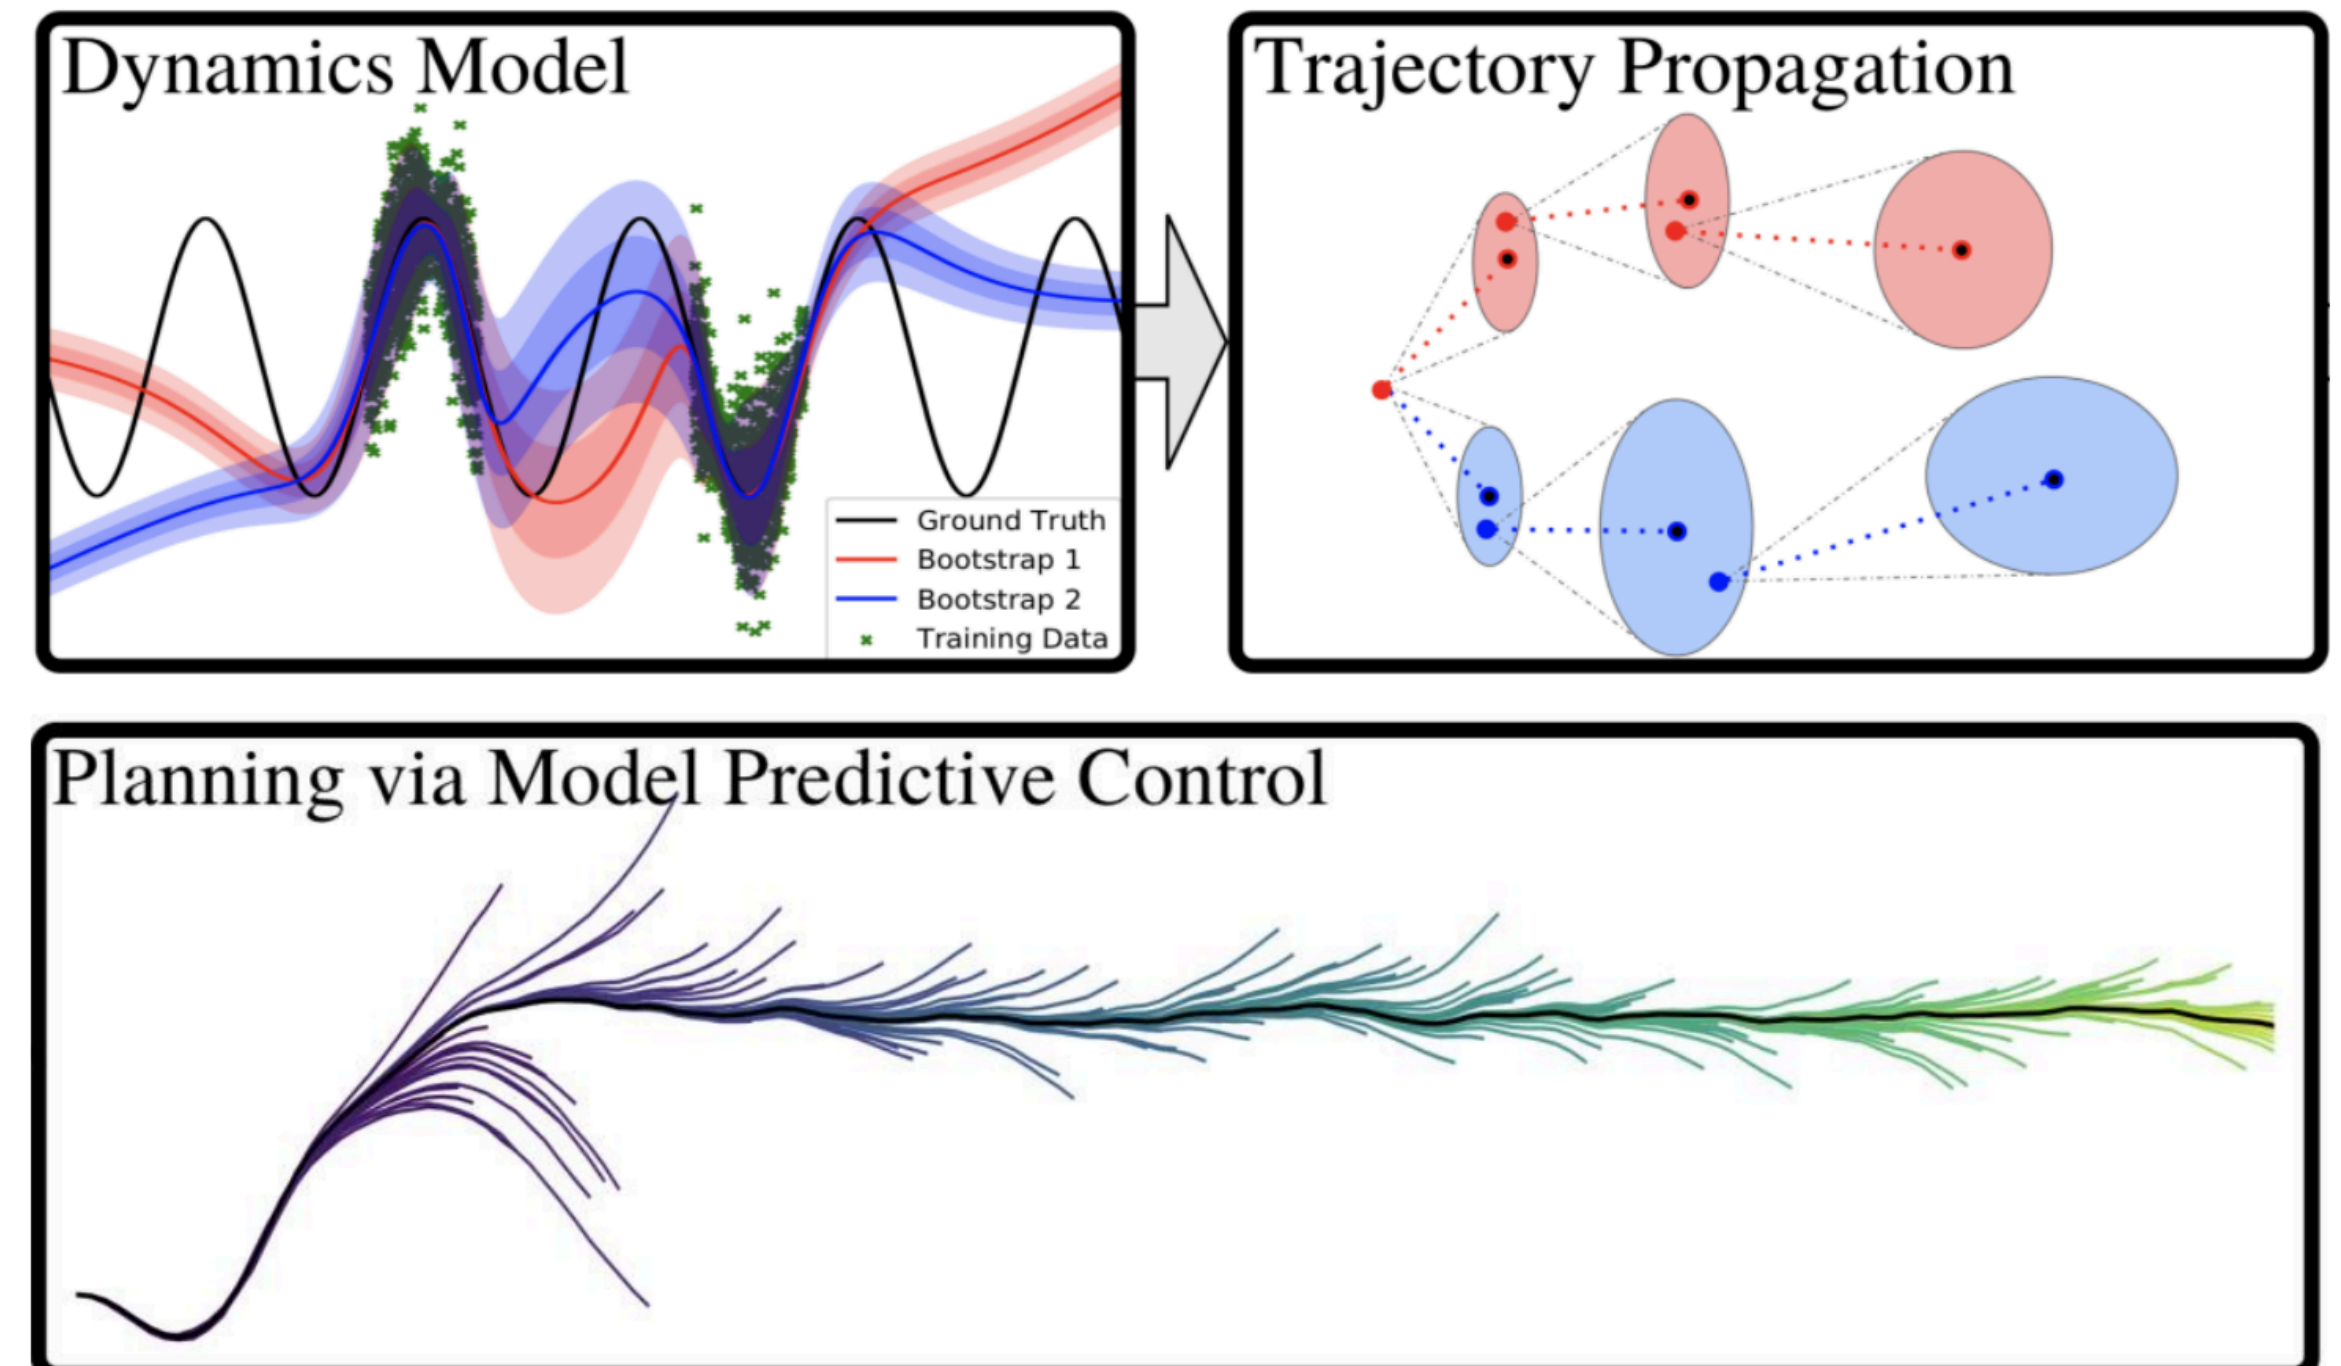 Dynamics Model
Ground Truth
Bootstrap 1
Bootstrap 2
Training Data
Trajectory Propagation
Planning via Model Predictive Control